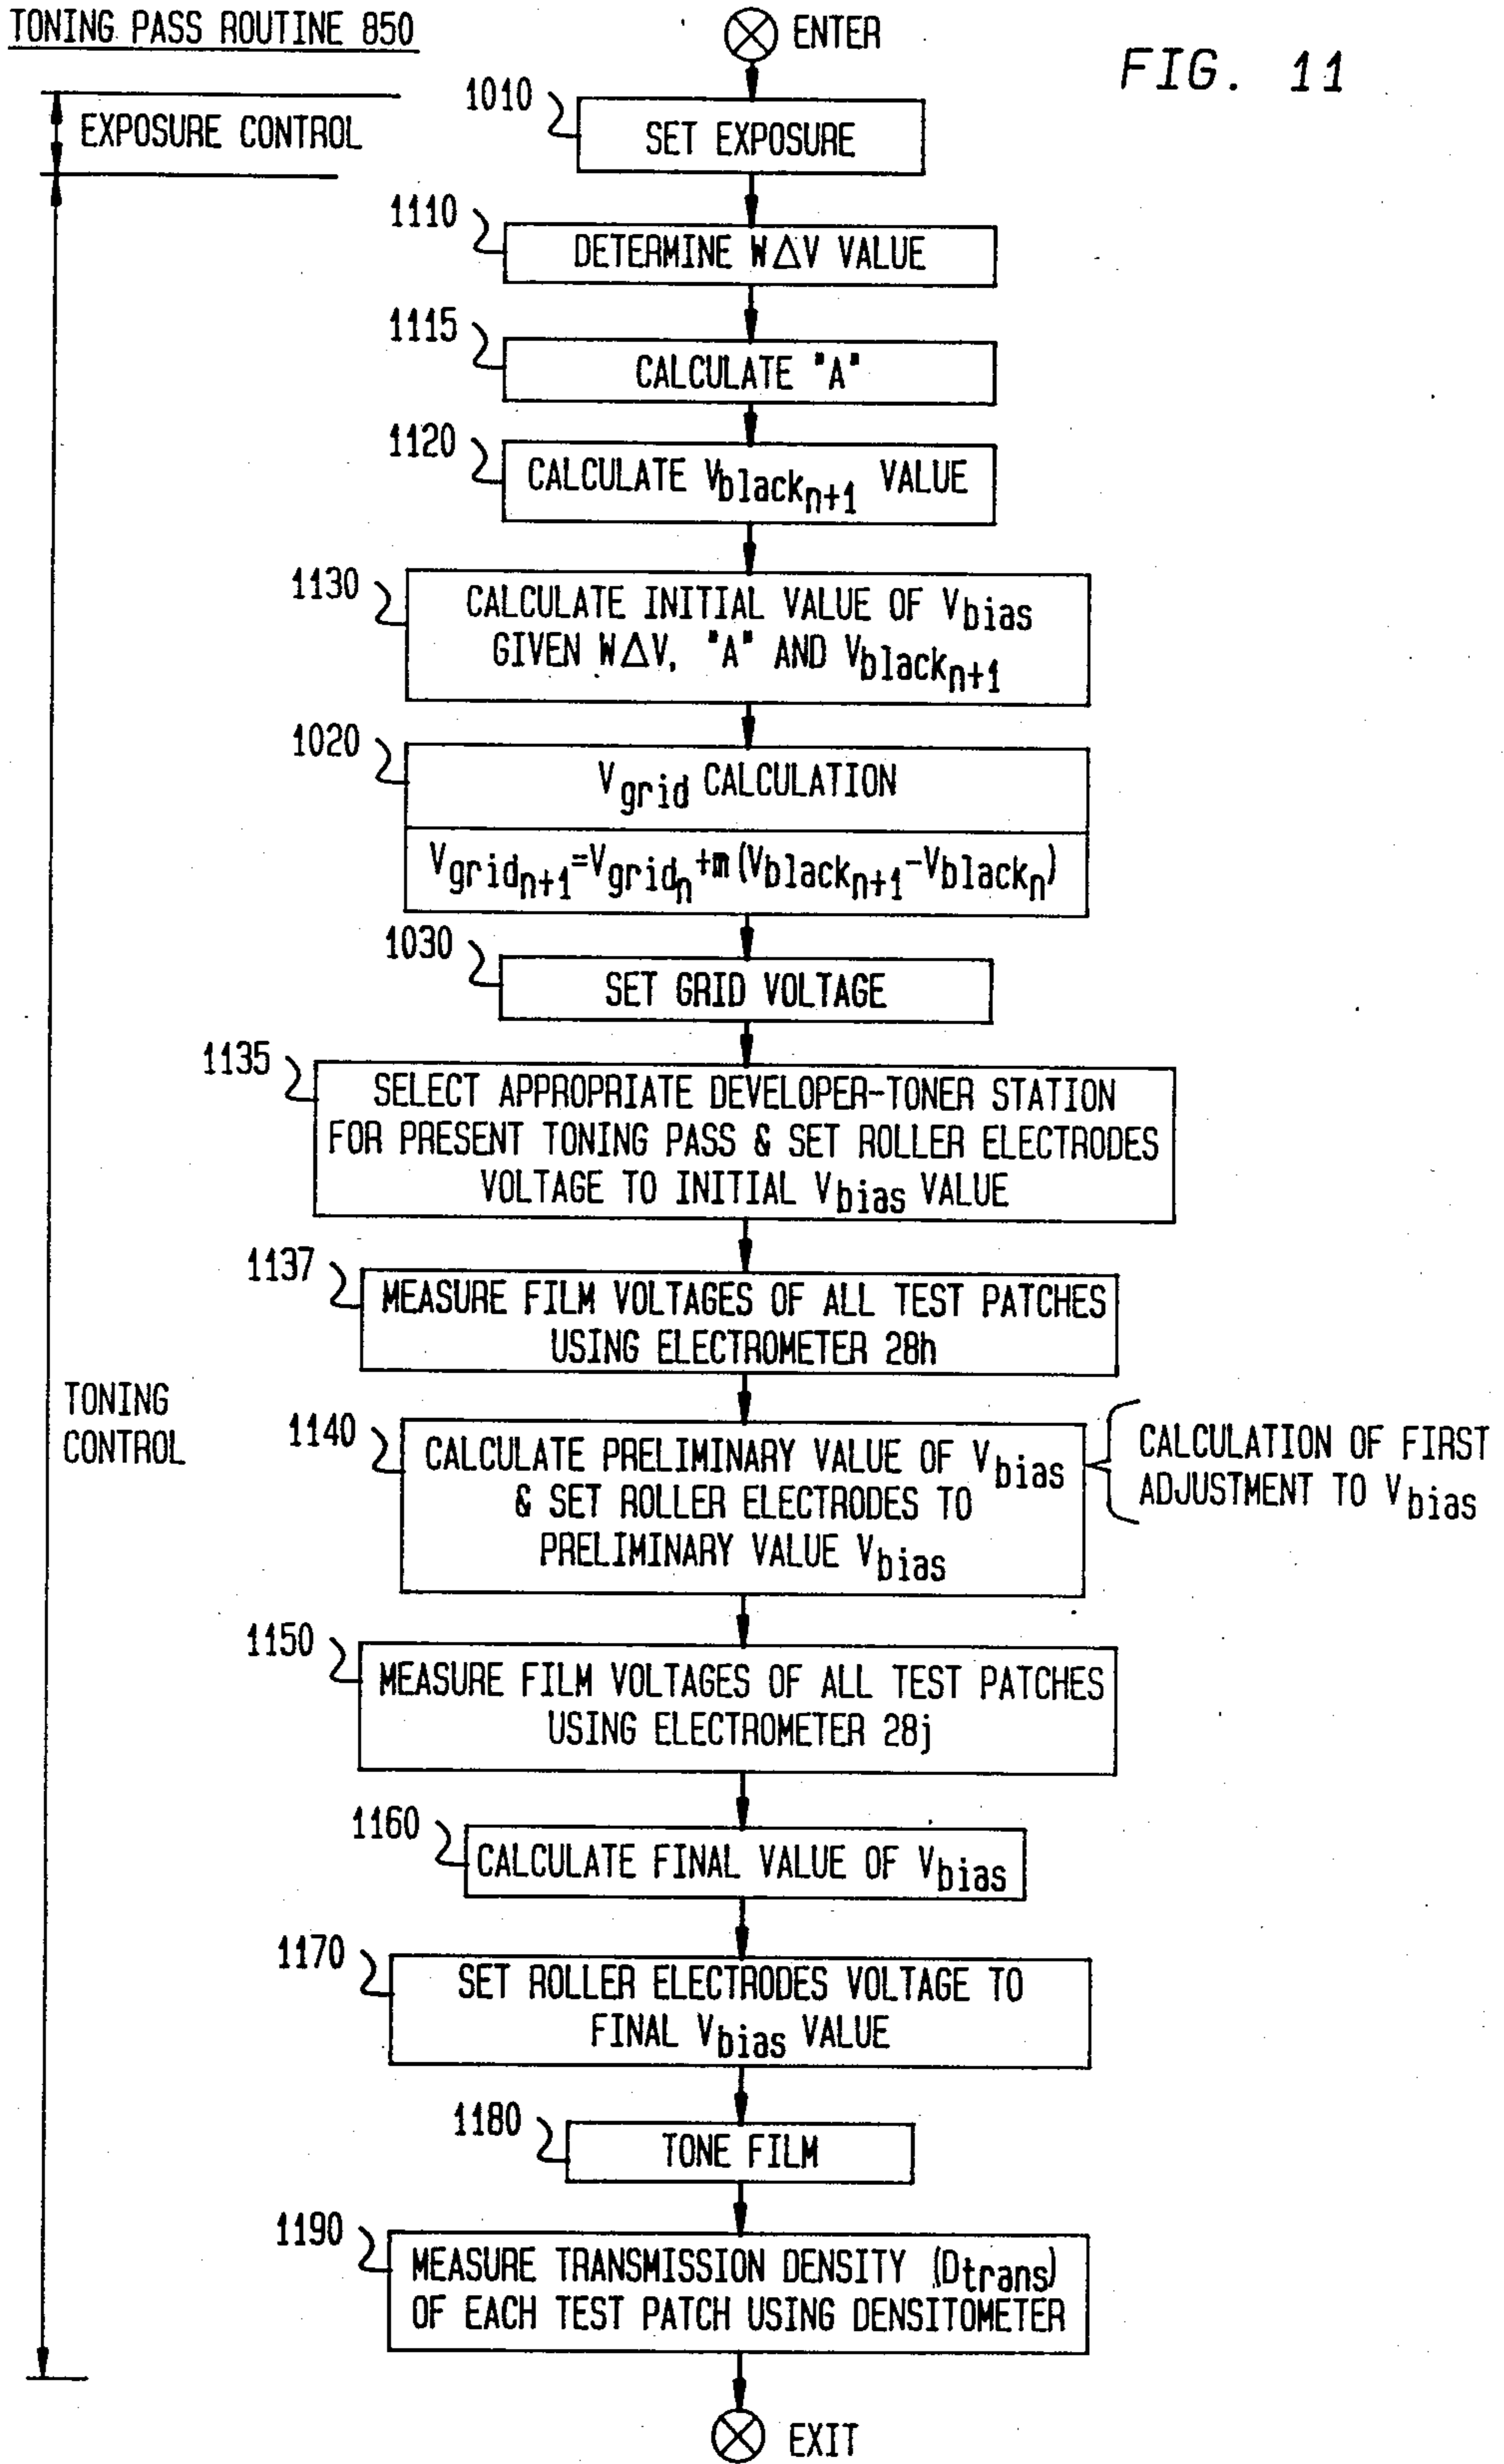 TONING PASS ROUTINE 850
ENTER
FIG. 11
EXPOSURE CONTROL
1010
SET EXPOSURE
1110
DETERMINE W△V VALUE
1115
CALCULATE "A"
1120
CALCULATE Vblackn+1 VALUE
1130
CALCULATE INITIAL VALUE OF Vbias
GIVEN W△V, "A" AND Vblackn+1
1020
Vgrid CALCULATION
Vgridn+1=Vgridn+m(Vblackn+1-Vblackn)
1030
SET GRID VOLTAGE
1135
SELECT APPROPRIATE DEVELOPER-TONER STATION
FOR PRESENT TONING PASS & SET ROLLER ELECTRODES
VOLTAGE TO INITIAL Vbias VALUE
1137
MEASURE FILM VOLTAGES OF ALL TEST PATCHES
USING ELECTROMETER 28h
TONING
CONTROL
1140
CALCULATE PRELIMINARY VALUE OF Vbias
& SET ROLLER ELECTRODES TO
PRELIMINARY VALUE Vbias
CALCULATION OF FIRST
ADJUSTMENT TO Vbias
1150
MEASURE FILM VOLTAGES OF ALL TEST PATCHES
USING ELECTROMETER 28j
1160
CALCULATE FINAL VALUE OF Vbias
1170
SET ROLLER ELECTRODES VOLTAGE TO
FINAL Vbias VALUE
1180
TONE FILM
1190
MEASURE TRANSMISSION DENSITY (Dtrans)
OF EACH TEST PATCH USING DENSITOMETER
EXIT